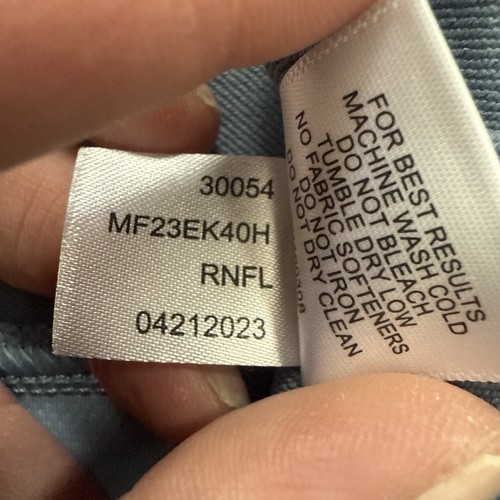 30054
MF23EK40H
RNFL
04212023
FOR BEST RESULTS
MACHINE WASH COLD
DO NOT BLEACH
TUMBLE DRY LOW
NO FABRIC SOFTENERS
DO NOT IRON
DO NOT DRY CLEAN